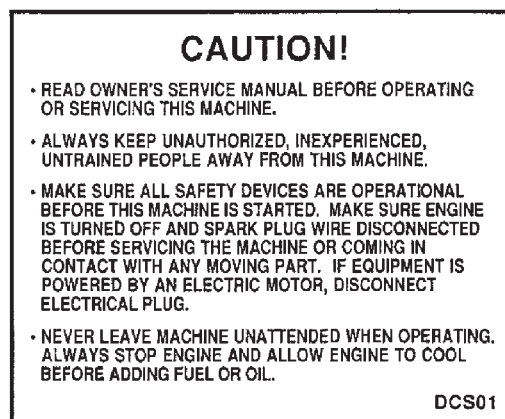 CAUTION!
• READ OWNER'S SERVICE MANUAL BEFORE OPERATING
OR SERVICING THIS MACHINE.
• ALWAYS KEEP UNAUTHORIZED, INEXPERIENCED,
UNTRAINED PEOPLE AWAY FROM THIS MACHINE.
• MAKE SURE ALL SAFETY DEVICES ARE OPERATIONAL
BEFORE THIS MACHINE IS STARTED. MAKE SURE ENGINE
IS TURNED OFF AND SPARK PLUG WIRE DISCONNECTED
BEFORE SERVICING THE MACHINE OR COMING IN
CONTACT WITH ANY MOVING PART. IF EQUIPMENT IS
POWERED BY AN ELECTRIC MOTOR, DISCONNECT
ELECTRICAL PLUG.
• NEVER LEAVE MACHINE UNATTENDED WHEN OPERATING.
ALWAYS STOP ENGINE AND ALLOW ENGINE TO COOL
BEFORE ADDING FUEL OR OIL.
DCS01